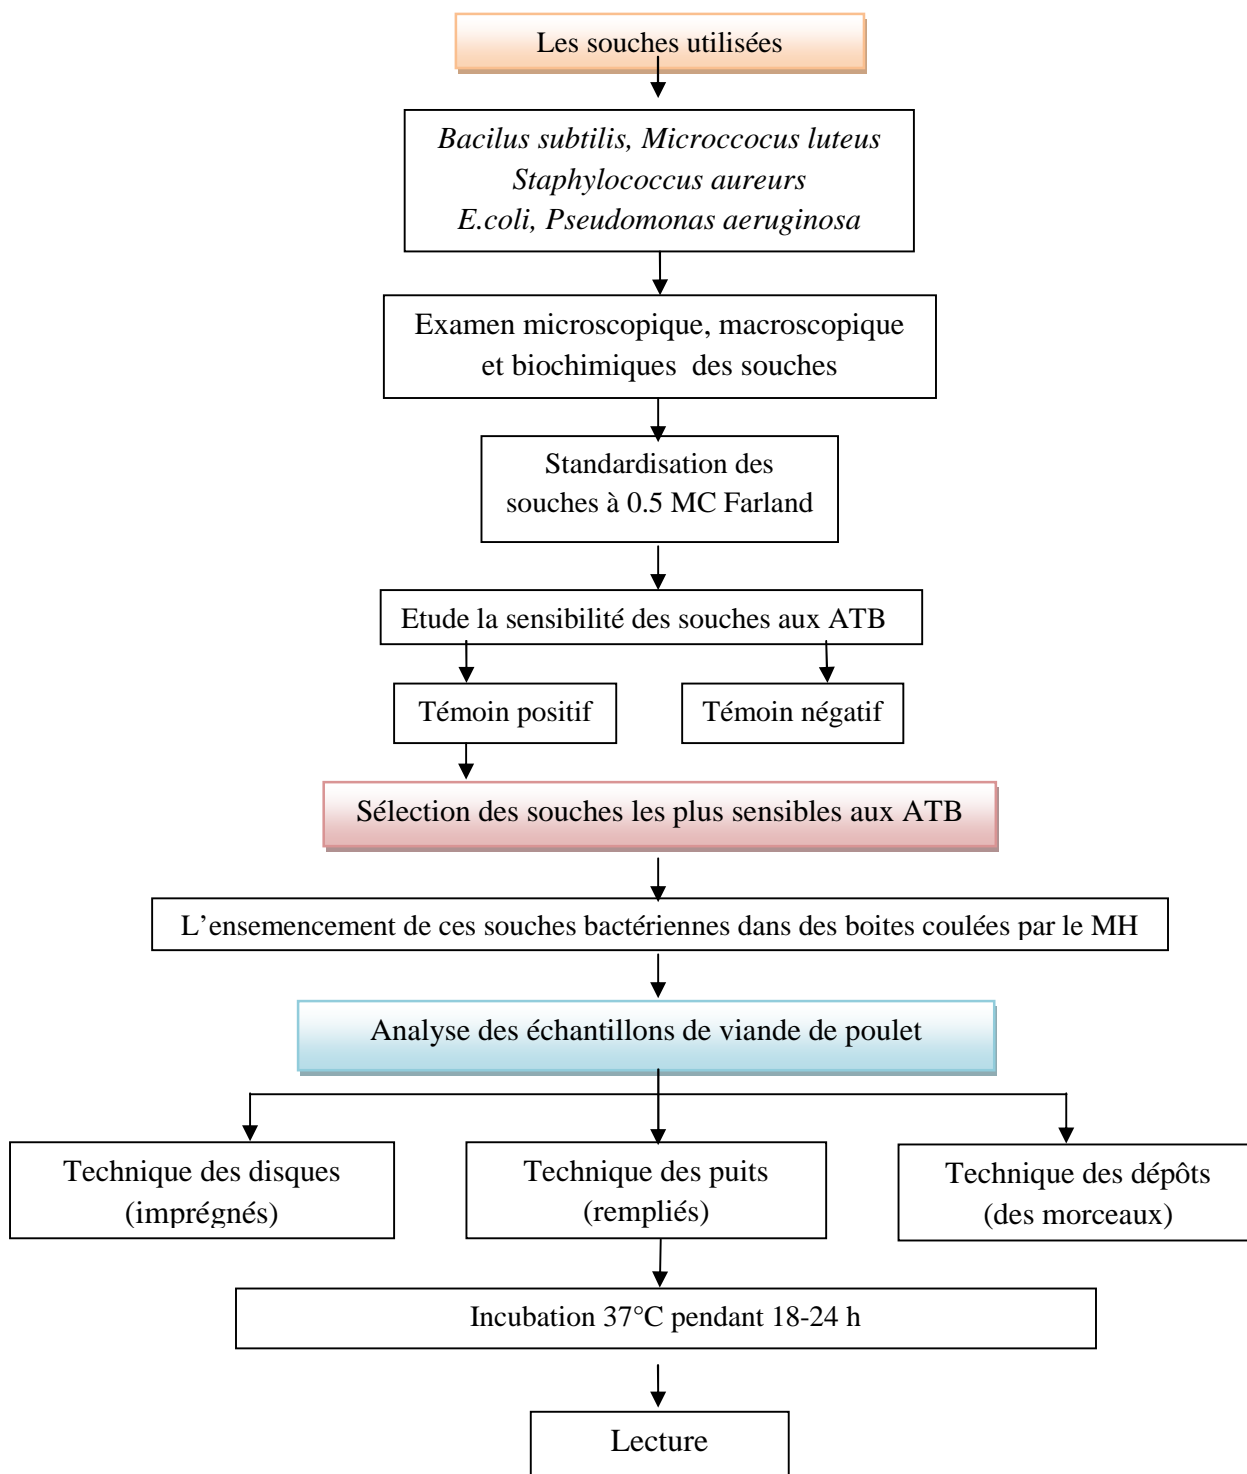 Les souches utilisées
Bacilus subtilis, Microccocus luteus
Staphylococcus aureurs
E.coli, Pseudomonas aeruginosa
Examen microscopique, macroscopique
et biochimiques des souches
Standardisation des
souches à 0.5 MC Farland
Etude la sensibilité des souches aux ATB
Témoin positif
Témoin négatif
Sélection des souches les plus sensibles aux ATB
L’ensemencement de ces souches bactériennes dans des boites coulées par le MH
Analyse des échantillons de viande de poulet
Technique des disques
(imprégnés)
Technique des puits
(rempliés)
Technique des dépôts
(des morceaux)
Incubation 37°C pendant 18-24 h
Lecture